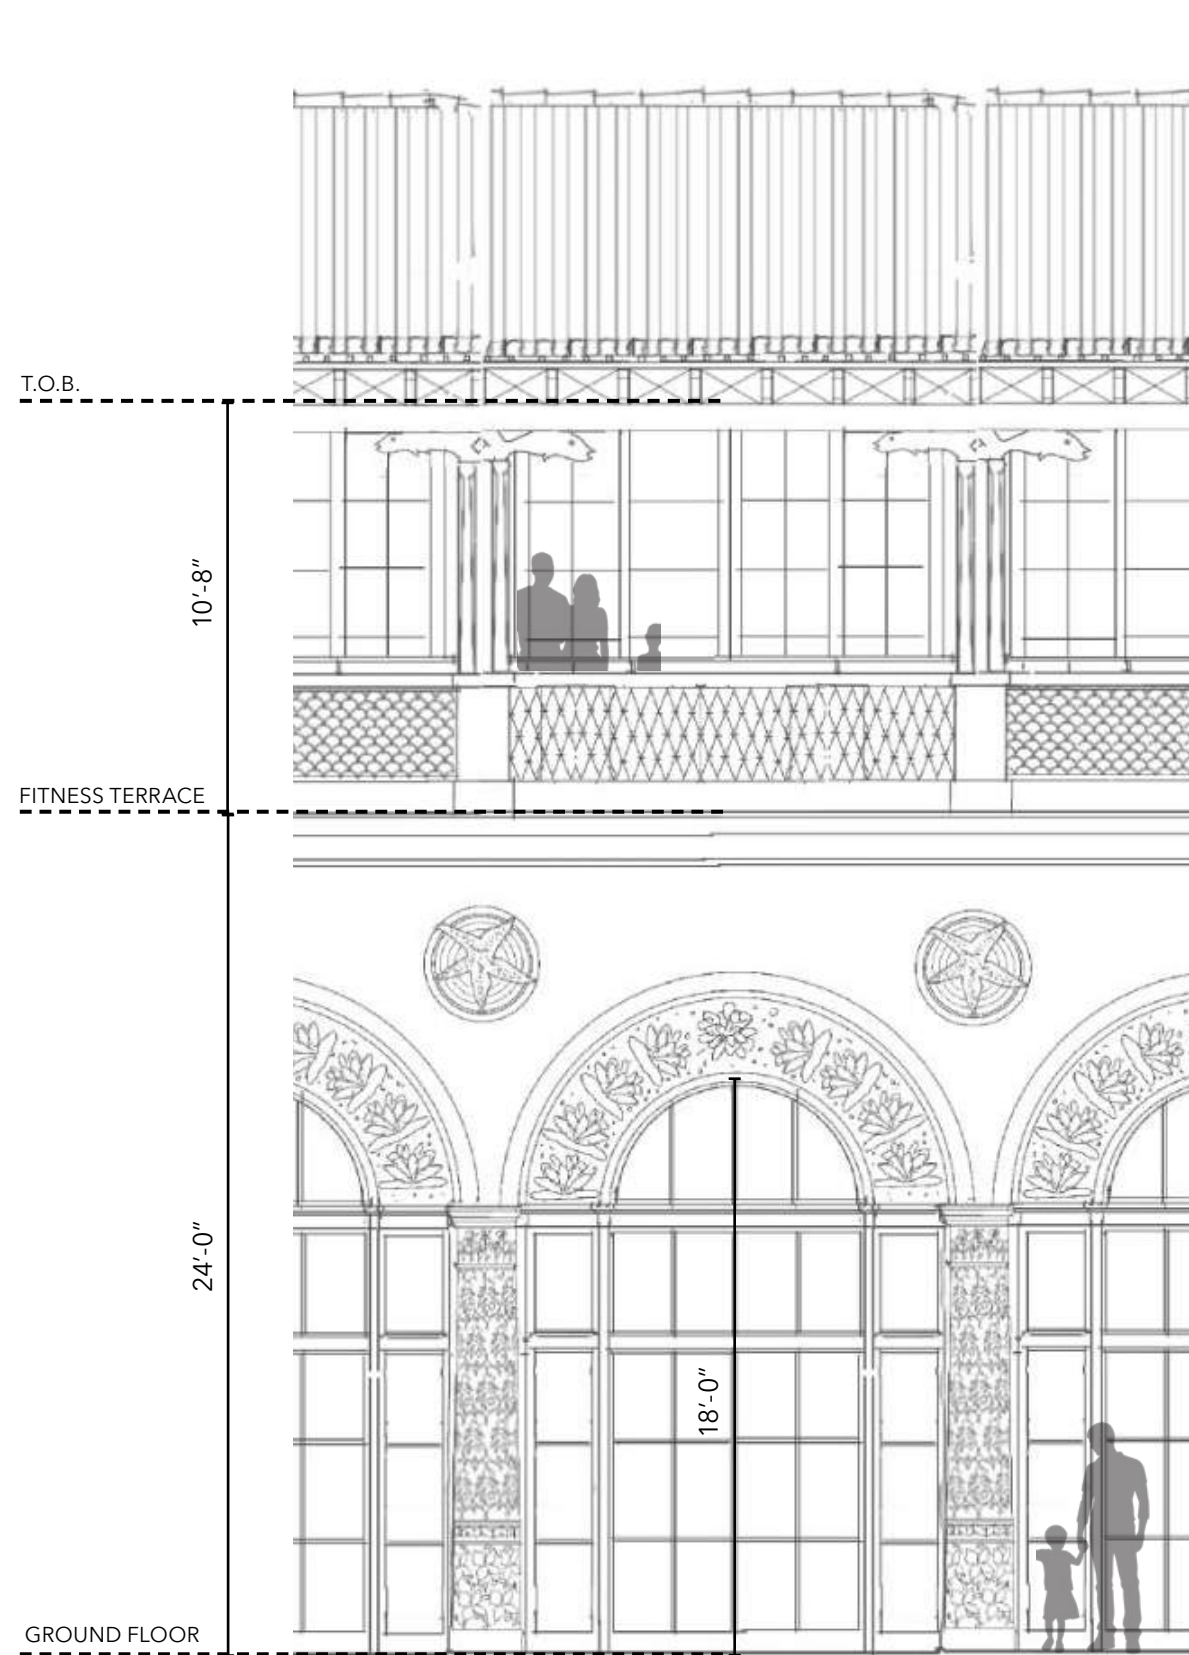 T.O.B.
10'-8"
FITNESS TERRACE
24'-0"
18'-0"
GROUND FLOOR